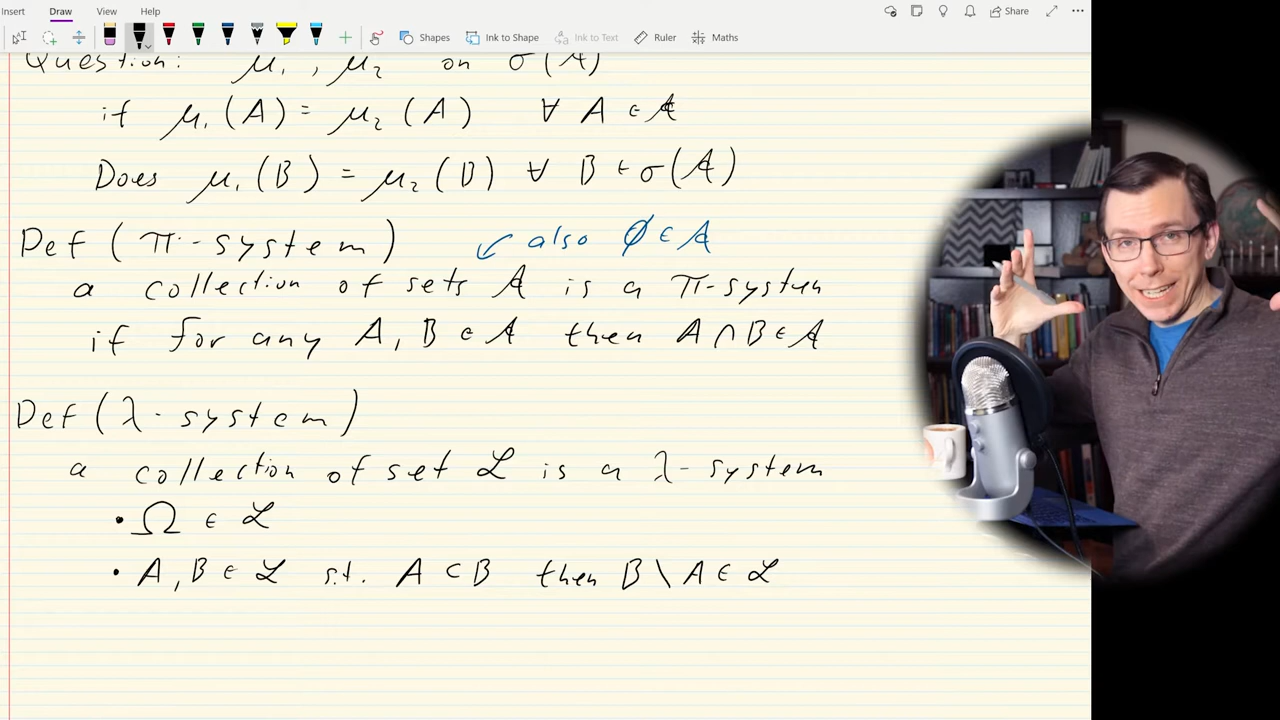 Insert Draw View Help Share
Shapes Ink to Shape Ink to Text Ruler Maths
Question: μ₁, μ₂ on σ(𝒜)
if μ₁(A) = μ₂(A) ∀ A ∈ 𝒜
Does μ₁(B) = μ₂(B) ∀ B ∈ σ(𝒜)
Def (π-system) also ∅ ∈ 𝒜
a collection of sets 𝒜 is a π-system
if for any A, B ∈ 𝒜 then A ∩ B ∈ 𝒜
Def (λ-system)
a collection of set ℒ is a λ-system
• Ω ∈ ℒ
• A, B ∈ ℒ s.t. A ⊂ B then B \ A ∈ ℒ